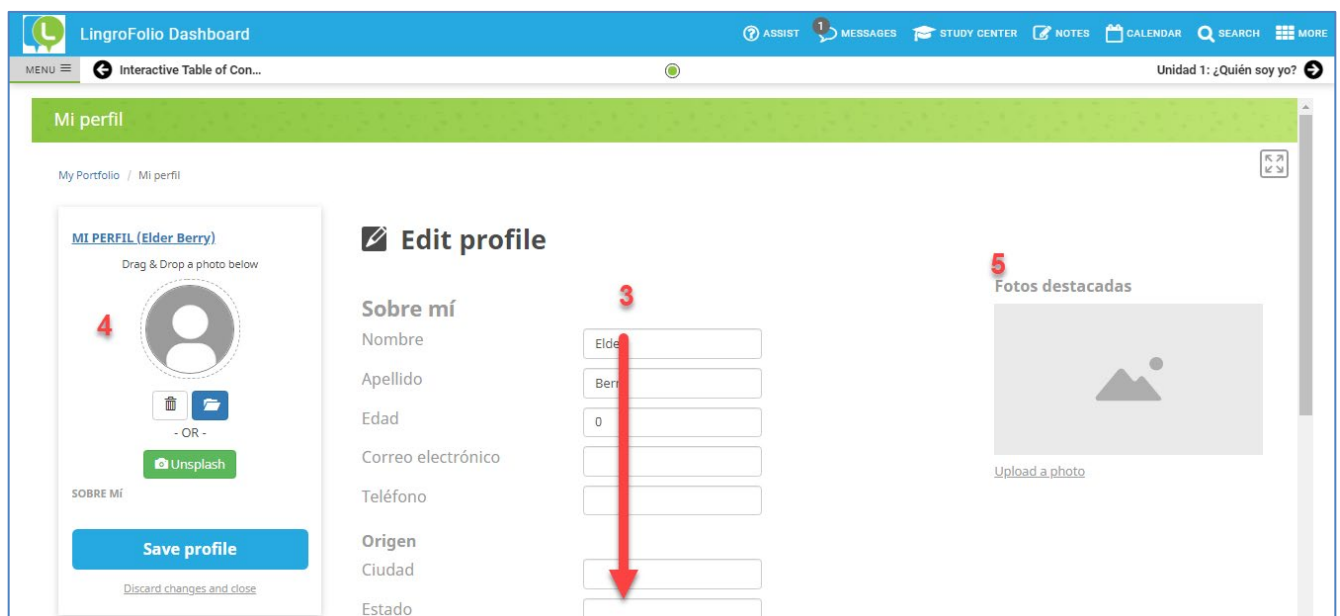 LingroFolio Dashboard
ASSIST 1 MESSAGES STUDY CENTER NOTES CALENDAR SEARCH MORE
MENU Interactive Table of Con... Unidad 1: ¿Quién soy yo?
Mi perfil
My Portfolio / Mi perfil
MI PERFIL (Elder Berry)
Drag & Drop a photo below
4
- OR -
Unsplash
SOBRE Mí
Save profile
Discard changes and close
Edit profile
3
Sobre mí
Nombre
Apellido
Edad 0
Correo electrónico
Teléfono
Origen
Ciudad
Estado
5
Fotos destacadas
Upload a photo